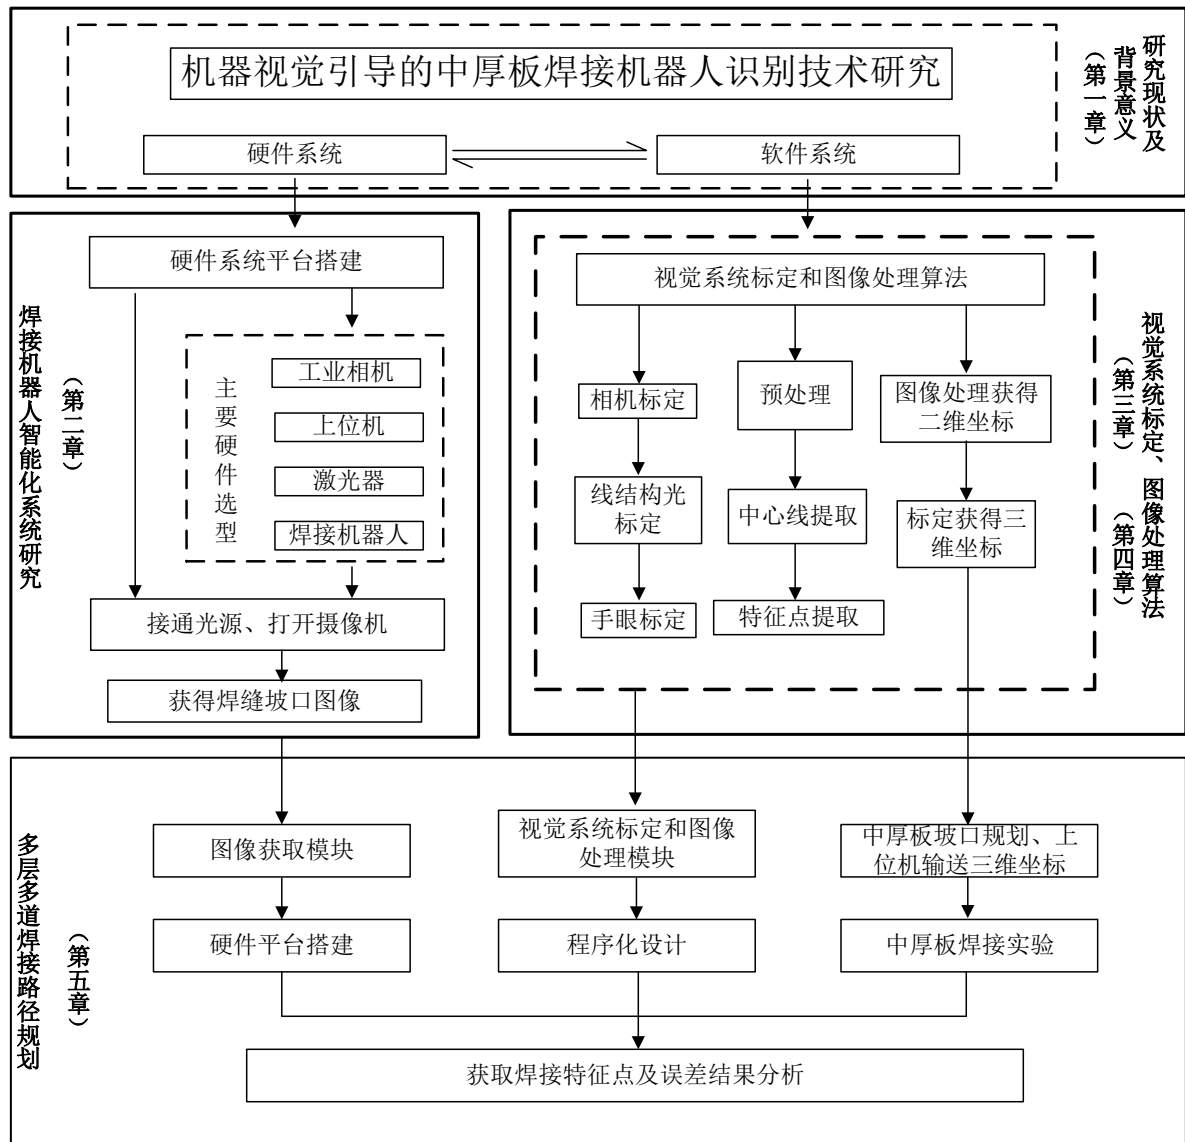 机器视觉引导的中厚板焊接机器人识别技术研究
硬件系统
软件系统
研究现状及
背景意义
（第一章）
硬件系统平台搭建
主要硬件选型
工业相机
上位机
激光器
焊接机器人
接通光源、打开摄像机
获得焊缝坡口图像
焊接机器人智能化系统研究
（第二章）
视觉系统标定和图像处理算法
相机标定
预处理
图像处理获得
二维坐标
线结构光
标定
中心线提取
标定获得三
维坐标
手眼标定
特征点提取
视觉系统标定、图像处理算法
（第三章）
（第四章）
图像获取模块
视觉系统标定和图像
处理模块
中厚板坡口规划、上
位机输送三维坐标
硬件平台搭建
程序化设计
中厚板焊接实验
获取焊接特征点及误差结果分析
多层多道焊接路径规划
（第五章）